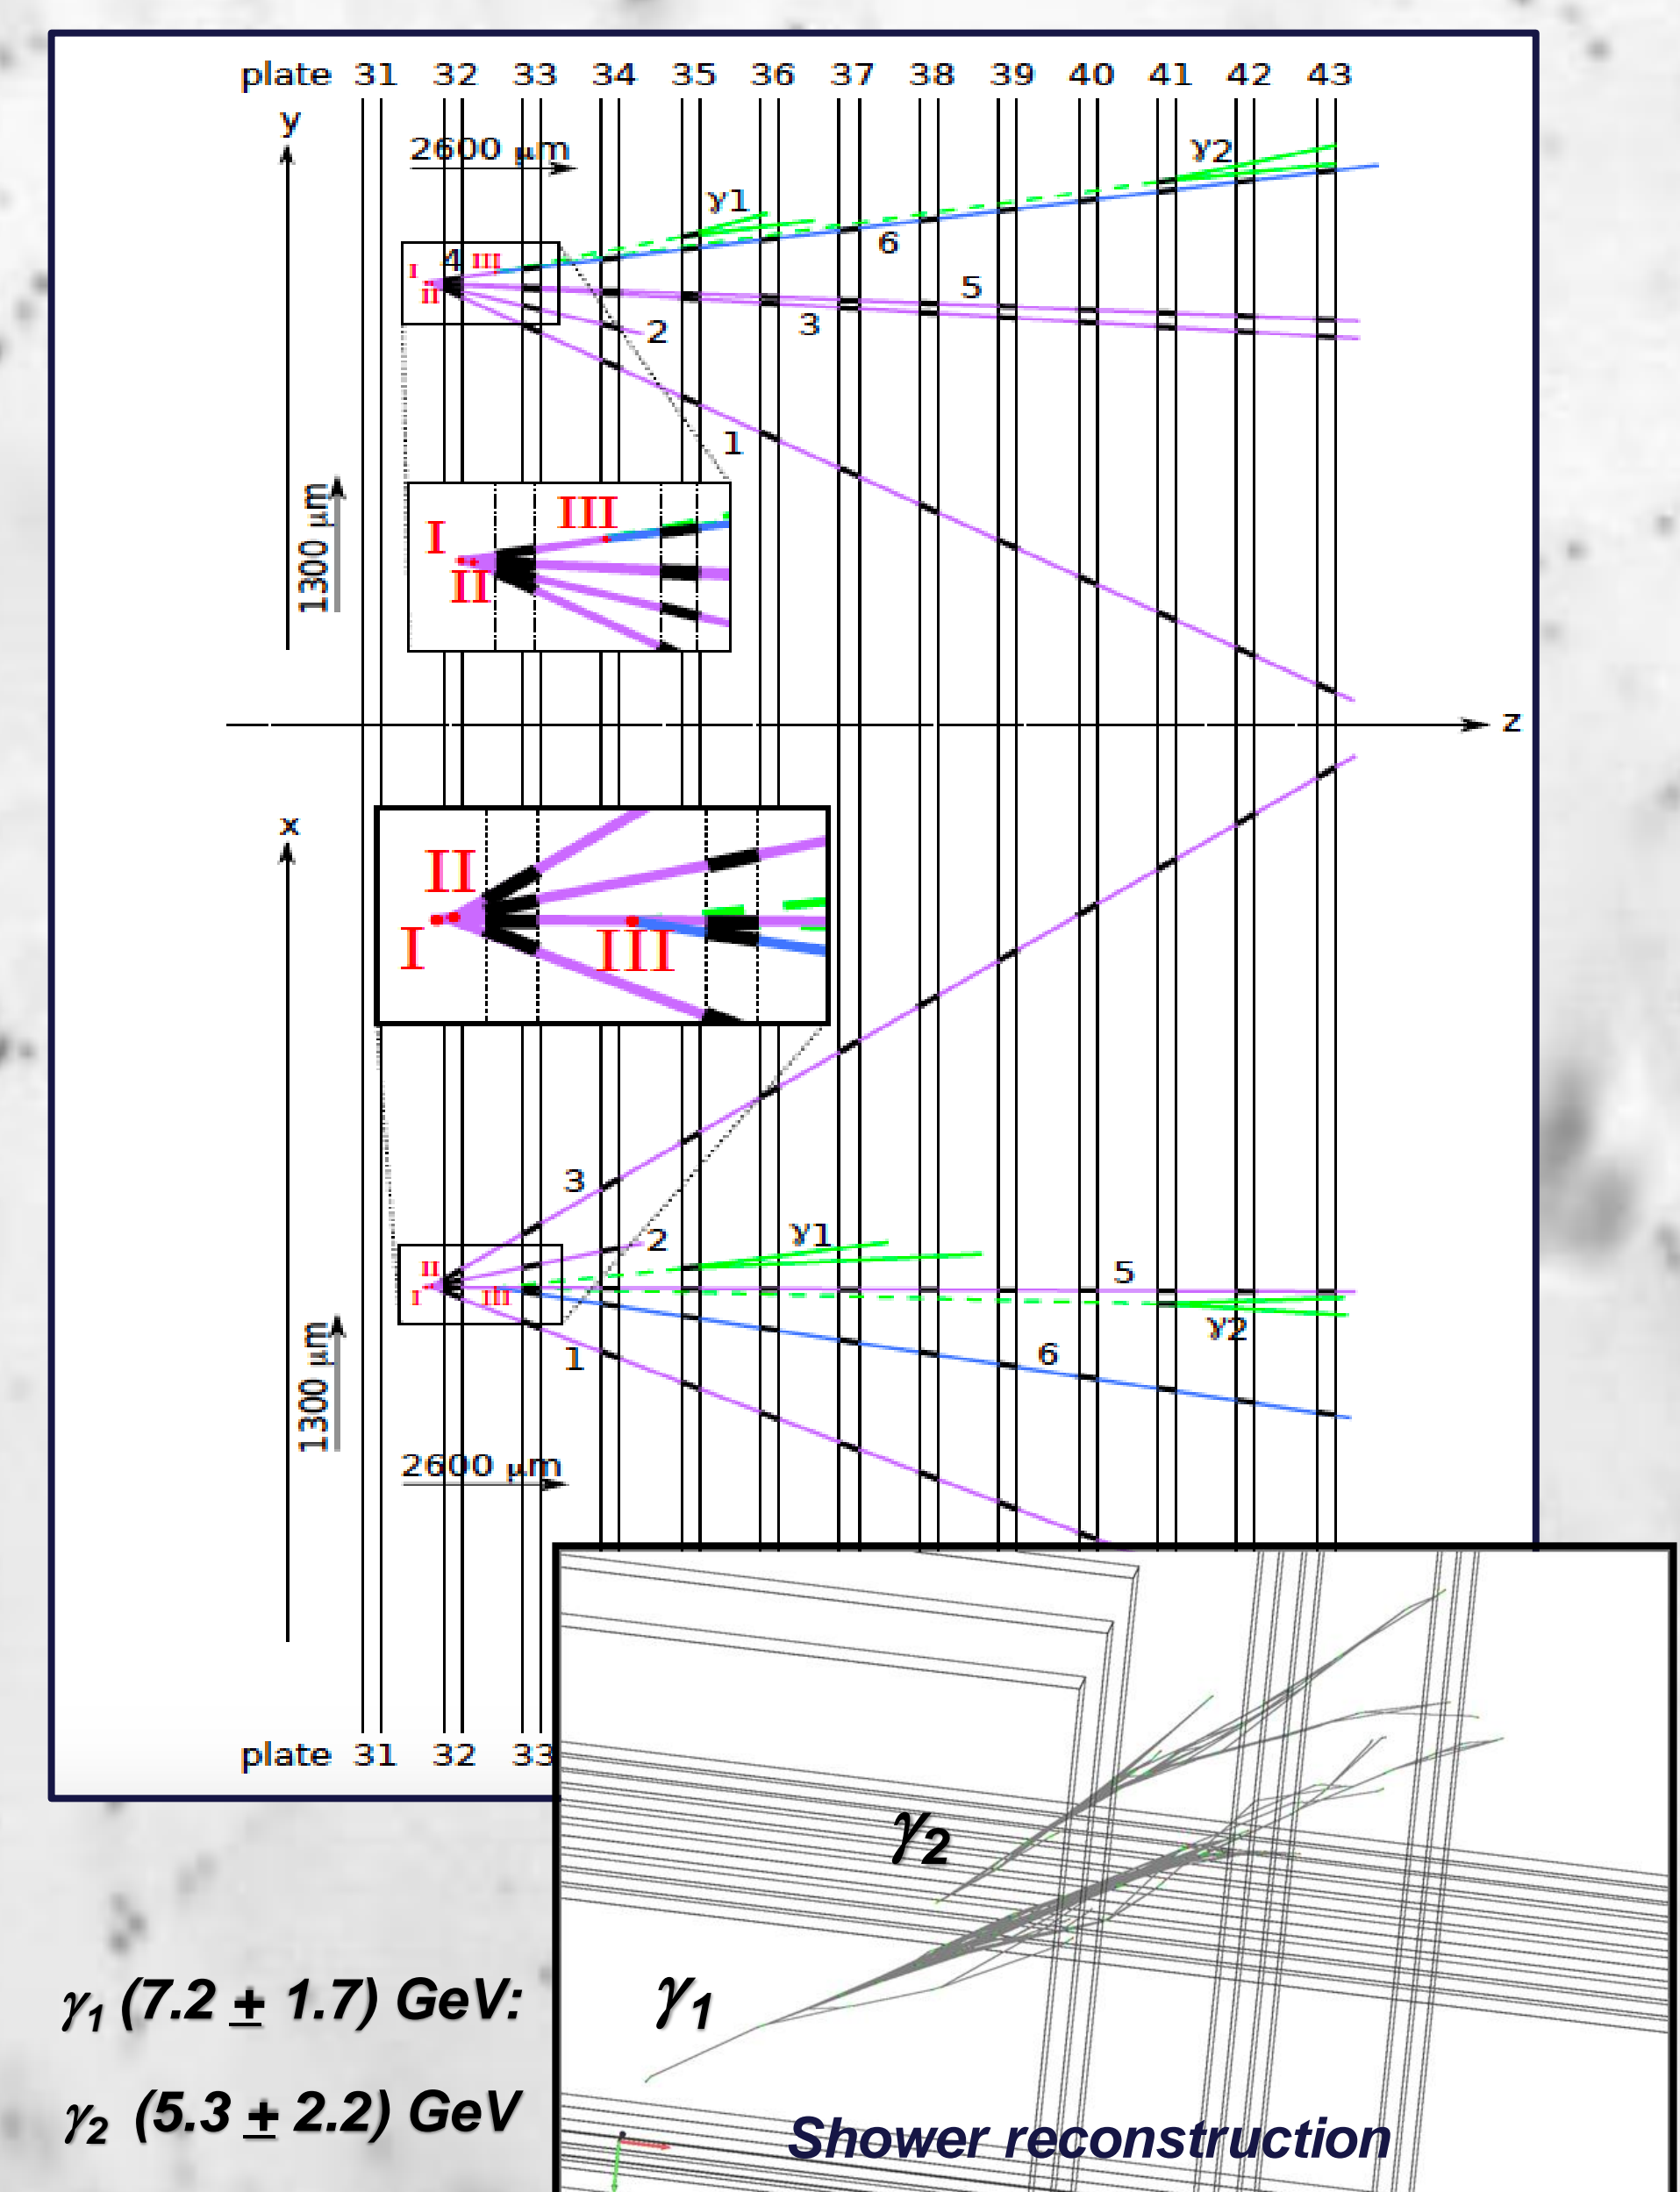 plate 31 32 33 34 35 36 37 38 39 40 41 42 43
y
2600 μm
γ2
γ1
6
I 4 III
II
5
3
2
1
1300 μm
III
I
II
z
x
II
I
III
3
2
γ1
5
II
I III
γ2
6
1
1300 μm
2600 μm
plate 31 32 33
γ2
γ1 (7.2 ± 1.7) GeV:
γ1
γ2 (5.3 ± 2.2) GeV
Shower reconstruction